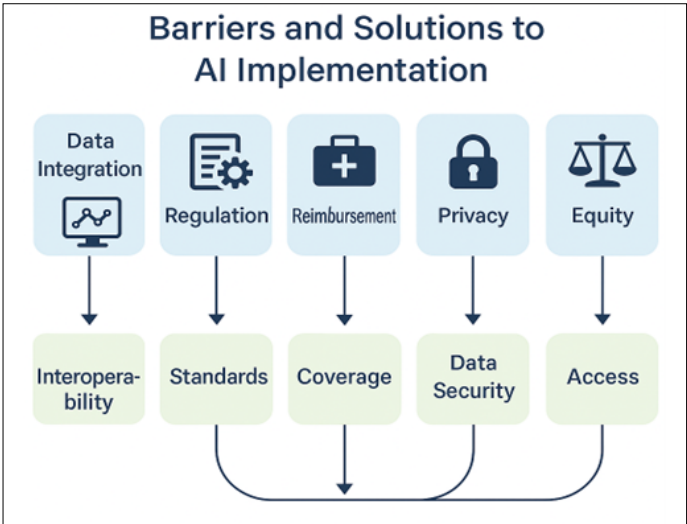 Barriers and Solutions to
AI Implementation
Data
Integration
Regulation
Reimbursement
Privacy
Equity
Interopera-
bility
Standards
Coverage
Data
Security
Access